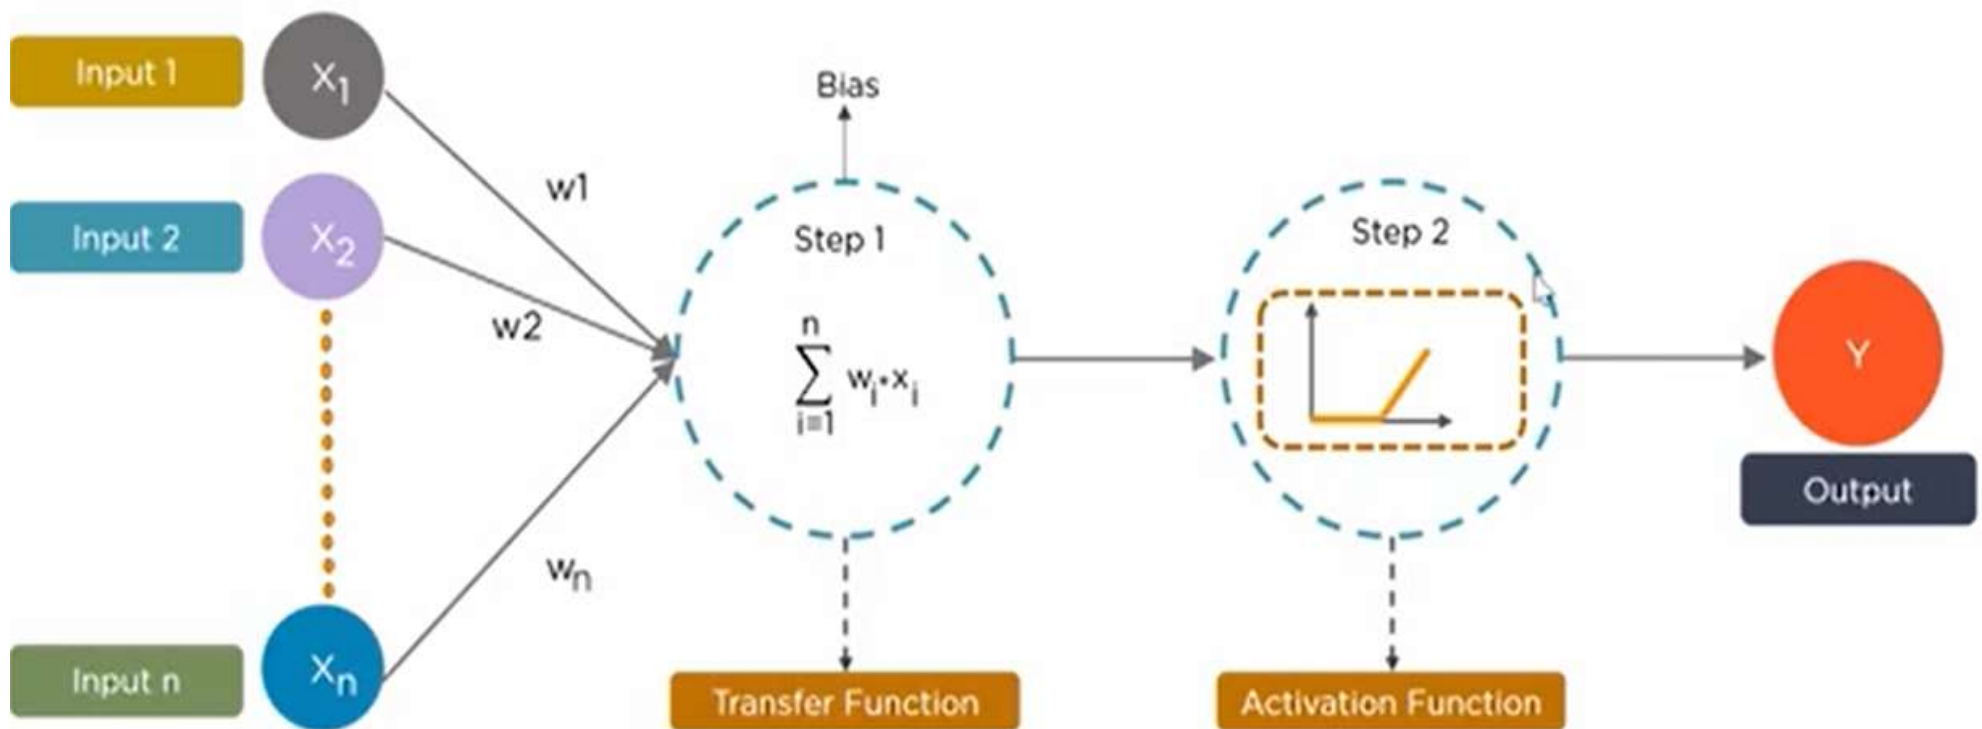 Input 1
X1
Bias
w1
Input 2
X2
Step 1
Step 2
w2
n
∑ wi*xi
i=1
Y
Output
wn
Input n
Xn
Transfer Function
Activation Function